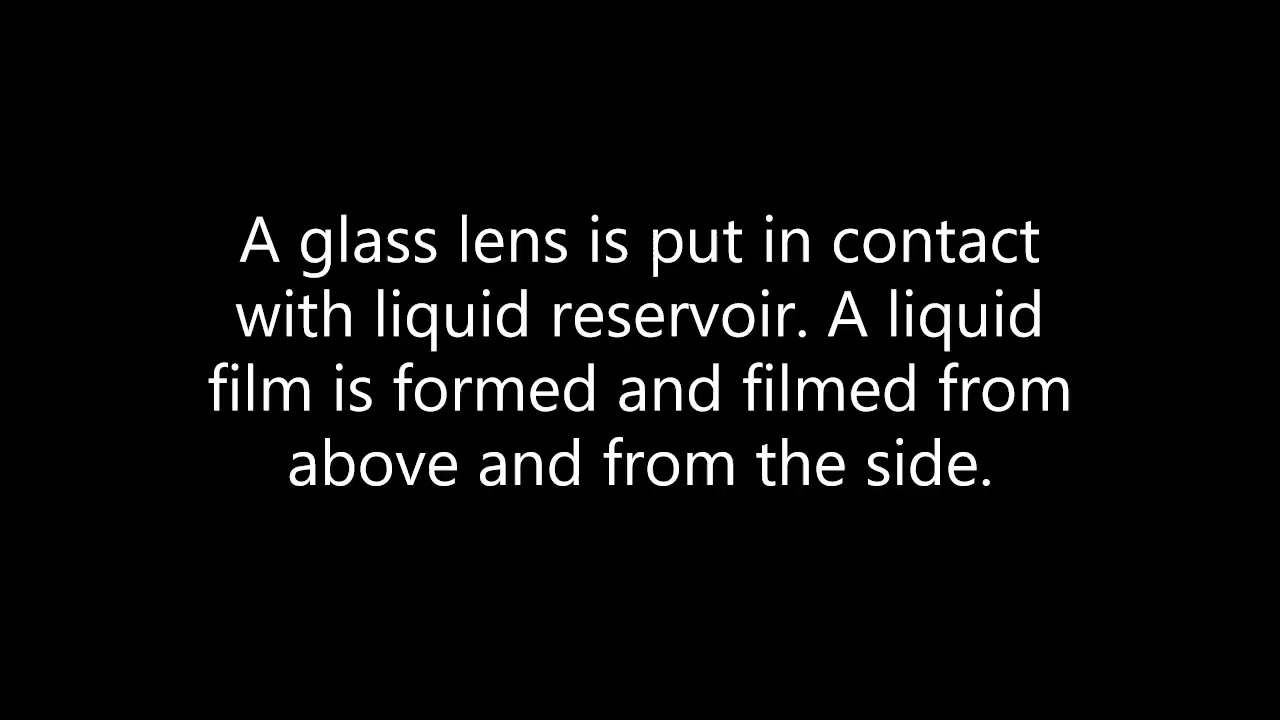 A glass lens is put in contact
with liquid reservoir. A liquid
film is formed and filmed from
above and from the side.